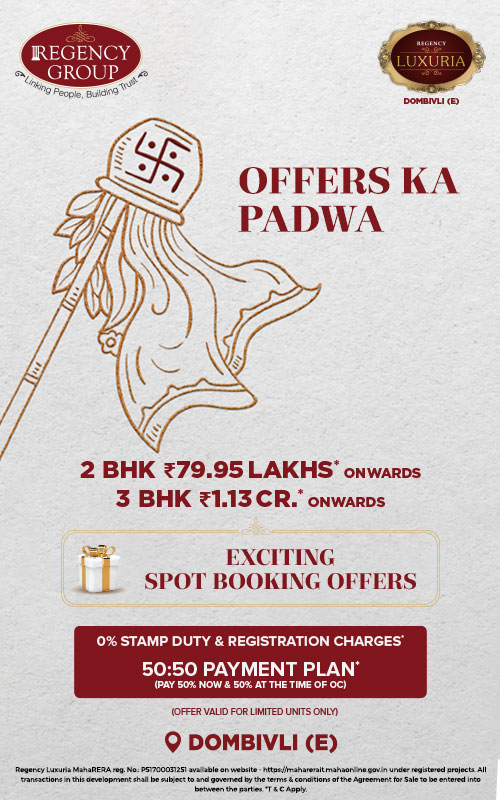 REGENCY
GROUP
Linking People, Building Trust
REGENCY
LUXURIA
DOMBIVLI (E)
OFFERS KA
PADWA
2 BHK ₹79.95 LAKHS* ONWARDS
3 BHK ₹1.13 CR.* ONWARDS
EXCITING
SPOT BOOKING OFFERS
0% STAMP DUTY & REGISTRATION CHARGES*
50:50 PAYMENT PLAN*
(PAY 50% NOW & 50% AT THE TIME OF OC)
(OFFER VALID FOR LIMITED UNITS ONLY)
DOMBIVLI (E)
Regency Luxuria MahaRERA reg. No.: P51700031251 available on website - https://maharerait.mahaonline.gov.in under registered projects. All
transactions in this development shall be subject to and governed by the terms & conditions of the Agreement for Sale to be entered into
between the parties. *T & C Apply.